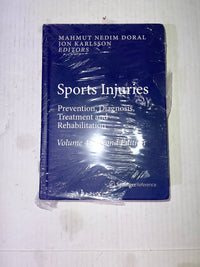 MAHMUT NEDIM DORAL
JON KARLSSON
EDITORS
Sports Injuries
Prevention, Diagnosis,
Treatment and
Rehabilitation
Volume Edition
Springer Reference